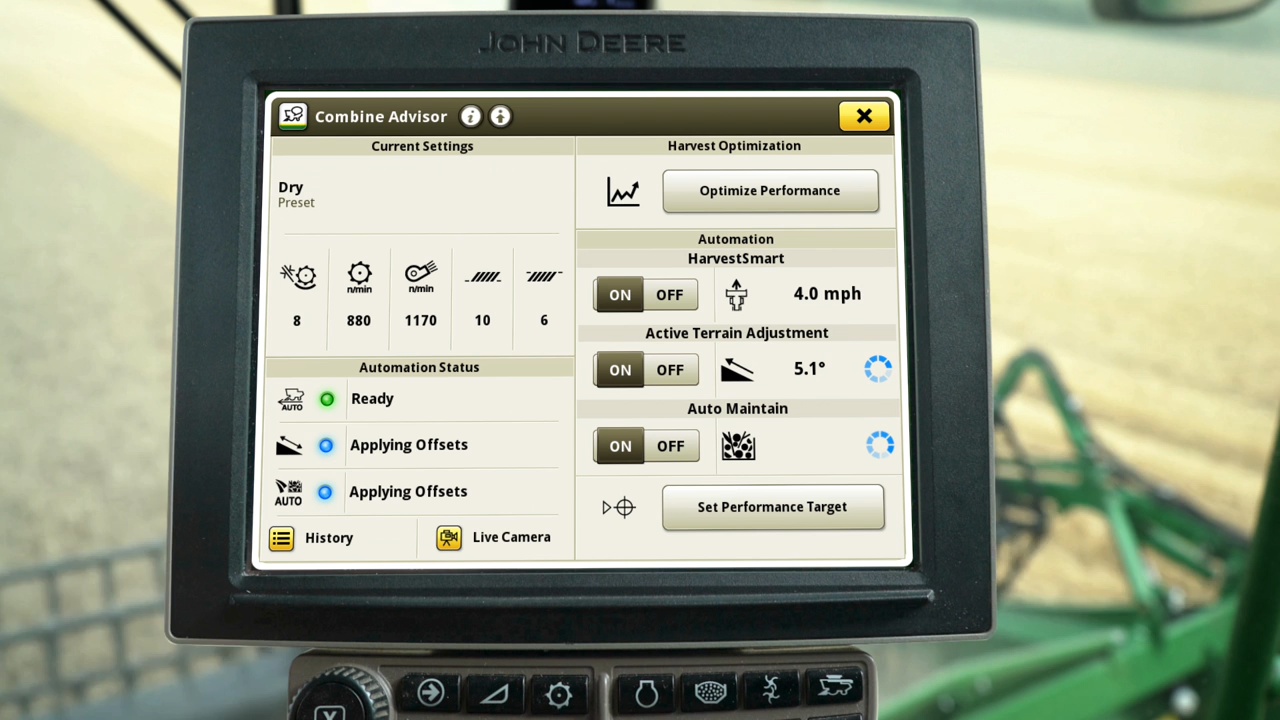 JOHN DEERE
Combine Advisor
Current Settings
Dry
Preset
n/min
n/min
8
880
1170
10
6
Automation Status
AUTO
Ready
Applying Offsets
AUTO
Applying Offsets
History
Live Camera
Harvest Optimization
Optimize Performance
Automation
HarvestSmart
ON OFF
4.0 mph
Active Terrain Adjustment
ON OFF
5.1°
Auto Maintain
ON OFF
Set Performance Target